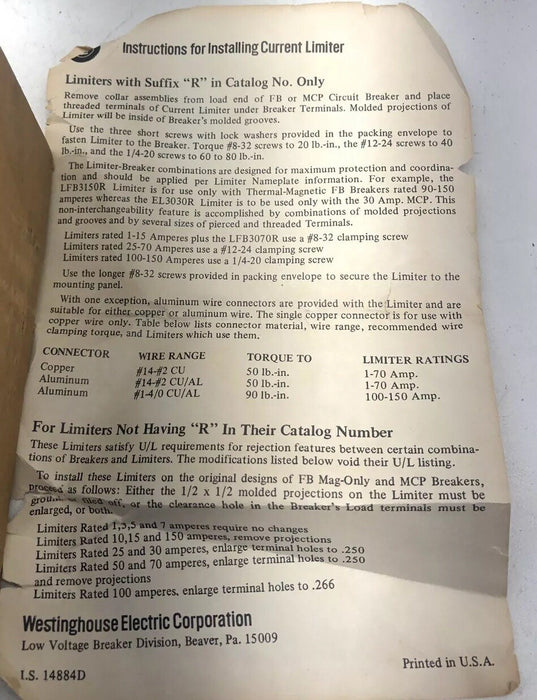 Instructions for Installing Current Limiter
Limiters with Suffix "R" in Catalog No. Only
Remove collar assemblies from load end of FB or MCP Circuit Breaker and place
threaded terminals of Current Limiter under Breaker Terminals. Molded projections of
Limiter will be inside of Breaker's molded grooves.
Use the three short screws with lock washers provided in the packing envelope to
fasten Limiter to the Breaker. Torque #8-32 screws to 20 lb.-in., the #12-24 screws to 40
lb.-in., and the 1/4-20 screws to 60 to 80 lb.-in.
The Limiter-Breaker combinations are designed for maximum protection and coordina-
tion and should be applied per Limiter Nameplate information. For example, the
LFB3150R Limiter is for use only with Thermal-Magnetic FB Breakers rated 90-150
amperes whereas the EL3030R Limiter is to be used only with the 30 Amp. MCP. This
non-interchangeability feature is accomplished by combinations of molded projections
and grooves and by several sizes of pierced and threaded Terminals.
Limiters rated 1-15 Amperes plus the LFB3070R use a #8-32 clamping screw
Limiters rated 25-70 Amperes use a #12-24 clamping screw
Limiters rated 100-150 Amperes use a 1/4-20 clamping screw
Use the longer #8-32 screws provided in packing envelope to secure the Limiter to the
mounting panel.
With one exception, aluminum wire connectors are provided with the Limiter and are
suitable for either copper or aluminum wire. The single copper connector is for use with
copper wire only. Table below lists connector material, wire range, recommended wire
clamping torque, and Limiters which use them.
CONNECTOR WIRE RANGE TORQUE TO LIMITER RATINGS
Copper #14-#2 CU 50 lb.-in. 1-70 Amp.
Aluminum #14-#2 CU/AL 50 lb.-in. 1-70 Amp.
Aluminum #1-4/0 CU/AL 90 lb.-in. 100-150 Amp.
For Limiters Not Having "R" In Their Catalog Number
These Limiters satisfy U/L requirements for rejection features between certain combina-
tions of Breakers and Limiters. The modifications listed below void their U/L listing.
To install these Limiters on the original designs of FB Mag-Only and MCP Breakers,
proceed as follows: Either the 1/2 x 1/2 molded projections on the Limiter must be
filed off, or the clearance hole in the Breaker's Load terminals must be
enlarged, or both.
Limiters Rated 1,3,5 and 7 amperes require no changes
Limiters Rated 10,15 and 150 amperes, remove projections
Limiters Rated 25 and 30 amperes, enlarge terminal holes to .250
Limiters Rated 50 and 70 amperes, enlarge terminal holes to .250
and remove projections
Limiters Rated 100 amperes, enlarge terminal holes to .266
Westinghouse Electric Corporation
Low Voltage Breaker Division, Beaver, Pa. 15009
I.S. 14884D
Printed in U.S.A.